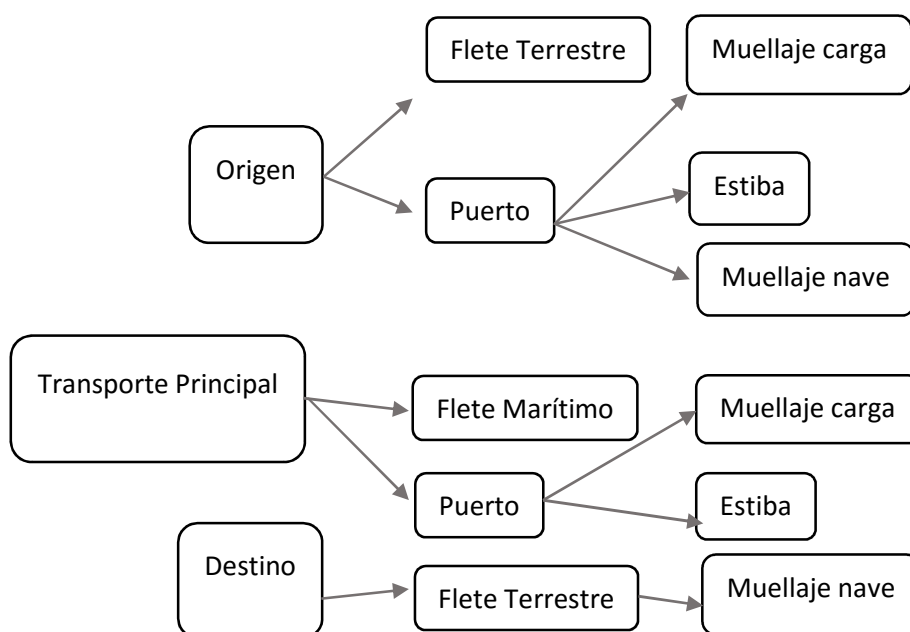 Flete Terrestre
Muellaje carga
Origen
Puerto
Estiba
Muellaje nave
Transporte Principal
Flete Marítimo
Muellaje carga
Puerto
Estiba
Destino
Flete Terrestre
Muellaje nave